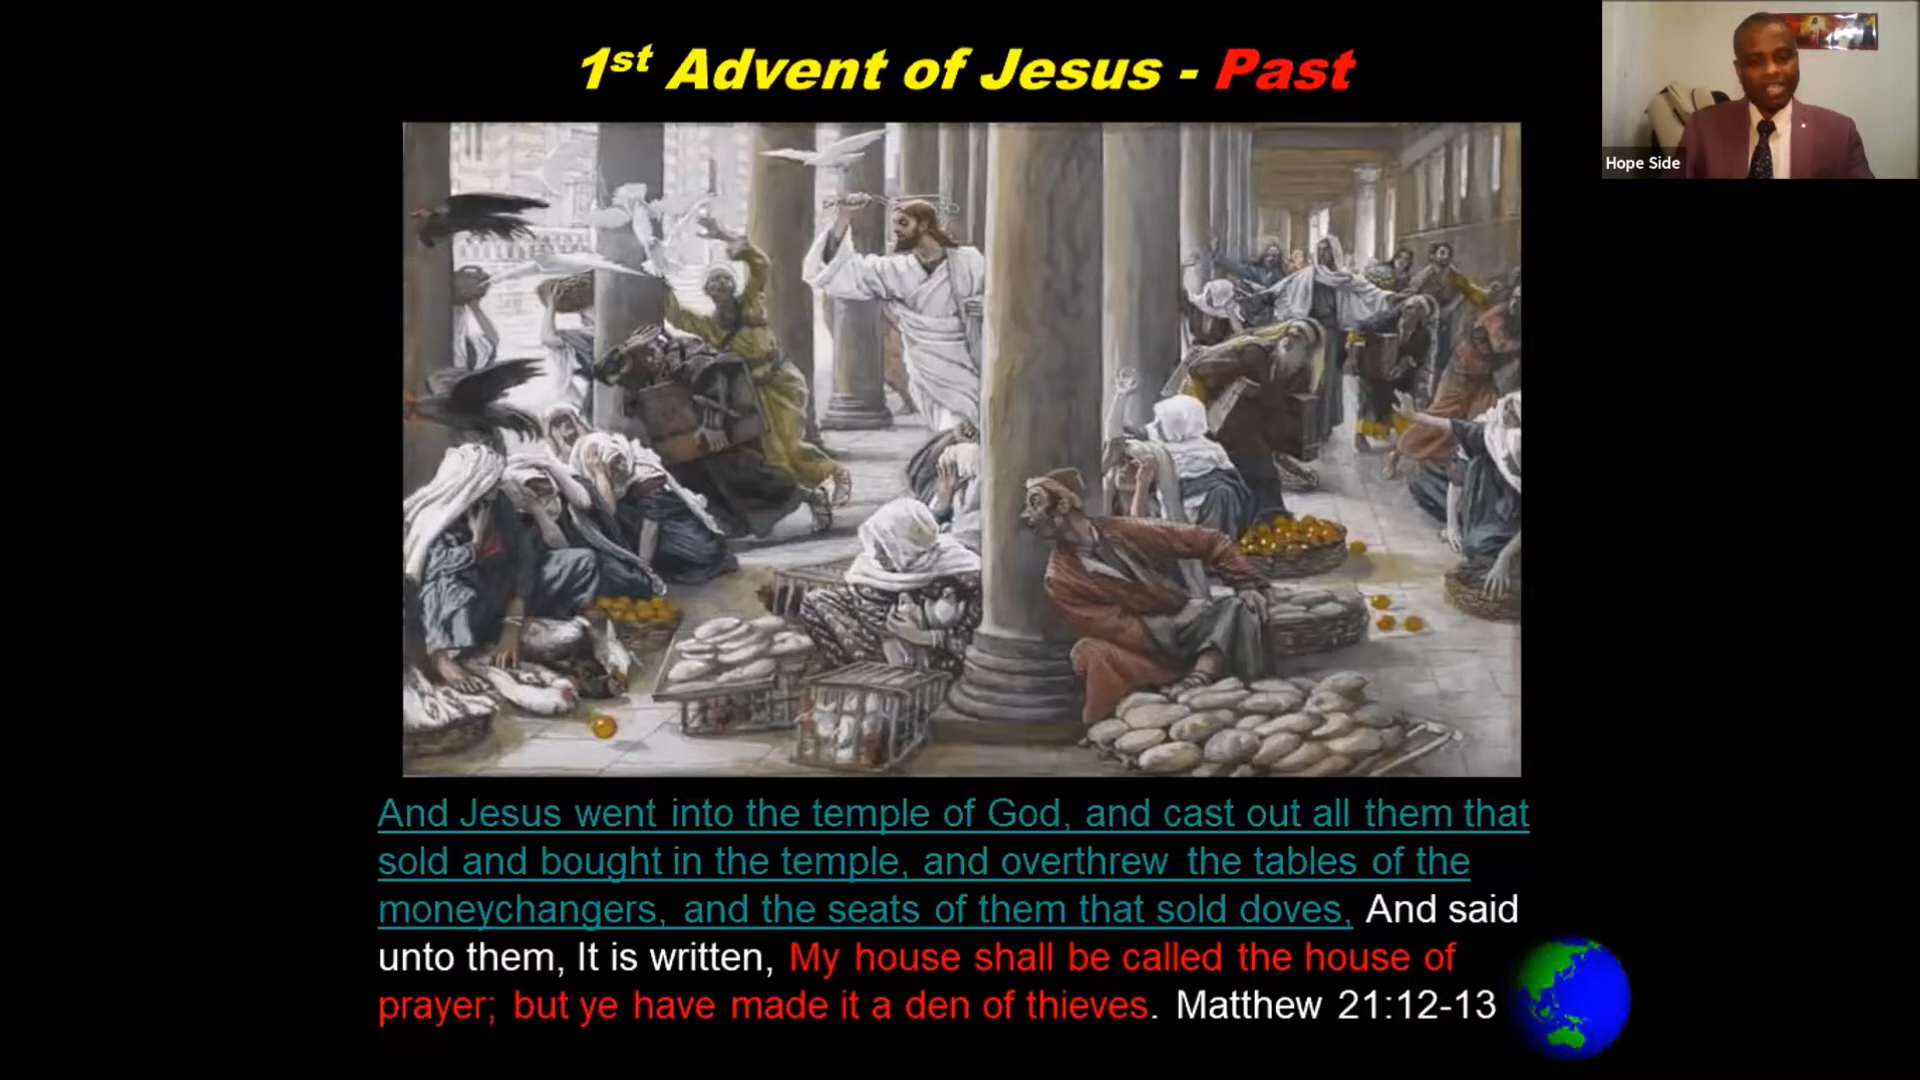 1st Advent of Jesus - Past
Hope Side
And Jesus went into the temple of God, and cast out all them that
sold and bought in the temple, and overthrew the tables of the
moneychangers, and the seats of them that sold doves, And said
unto them, It is written, My house shall be called the house of
prayer; but ye have made it a den of thieves. Matthew 21:12-13